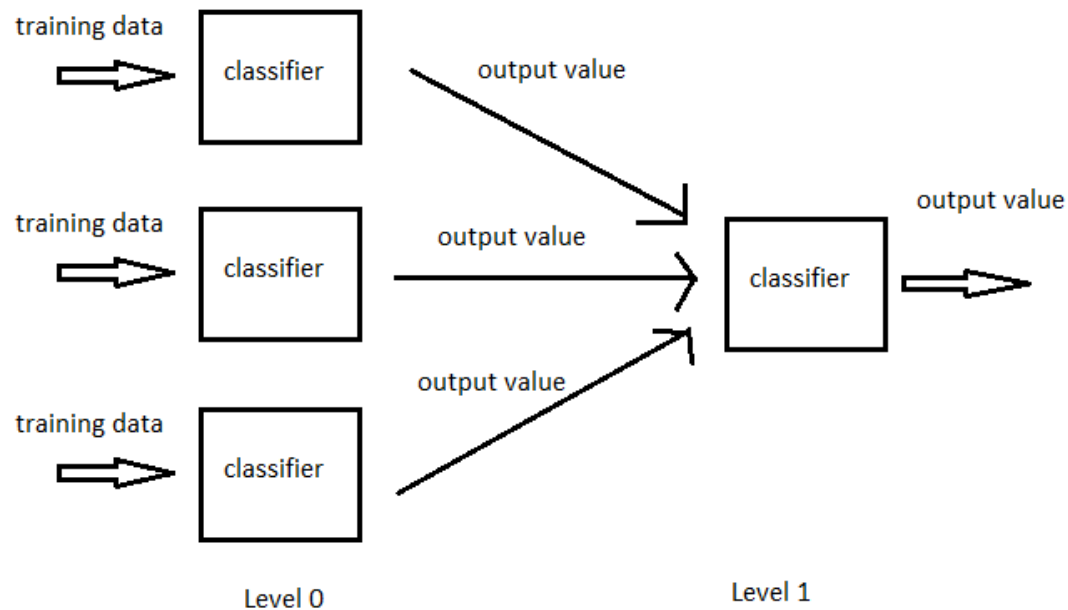 training data
classifier
output value
training data
classifier
output value
output value
classifier
training data
classifier
output value
Level 0
Level 1